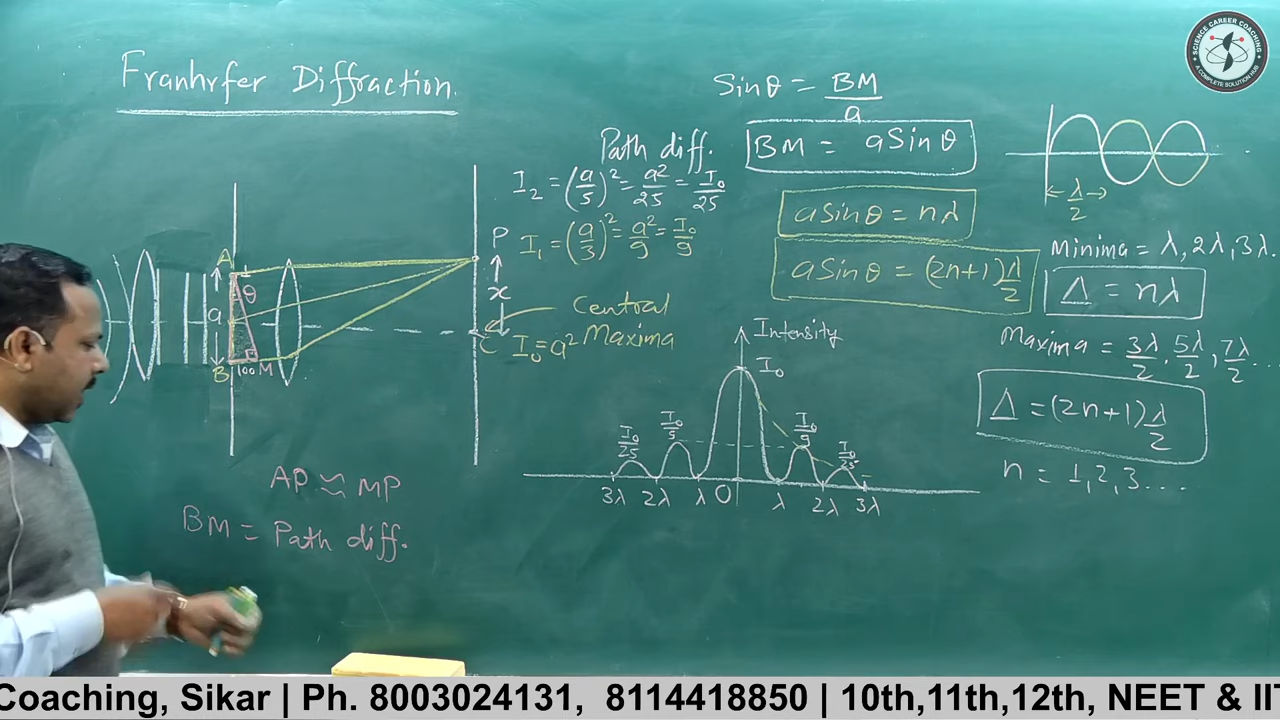 Franhrfer Diffraction.
A
θ
a
B
100 M
P
x
C
Central
Maxima
I₀=a²
AP ≈ MP
BM = Path diff.
Sinθ = BM/a
Path diff. BM = aSinθ
I₂ = (a/5)² = a²/25 = I₀/25
I₁ = (a/3)² = a²/9 = I₀/9
aSinθ = nλ
aSinθ = (2n+1)λ/2
Intensity
I₀
I₀/25 I₀/5 I₀/9 I₀/25
3λ 2λ λ O λ 2λ 3λ
λ/2
Minima = λ, 2λ, 3λ.
Δ = nλ
Maxima = 3λ/2, 5λ/2, 7λ/2 ...
Δ = (2n+1)λ/2
n = 1,2,3....
SCIENCE CAREER COACHING
A COMPLETE SOLUTION HUB
Coaching, Sikar | Ph. 8003024131, 8114418850 | 10th,11th,12th, NEET & IIT